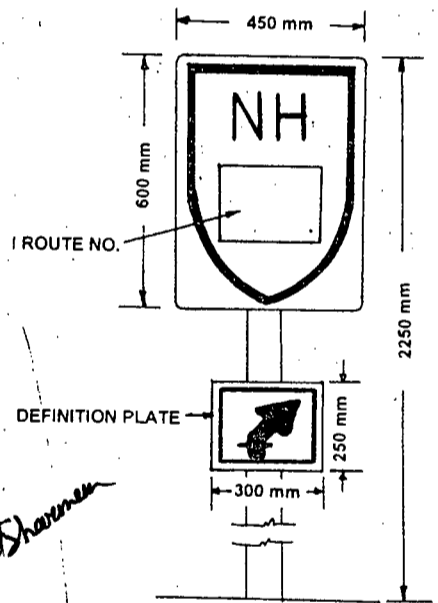 450 mm
NH
600 mm
I ROUTE NO.
2250 mm
DEFINITION PLATE
250 mm
300 mm